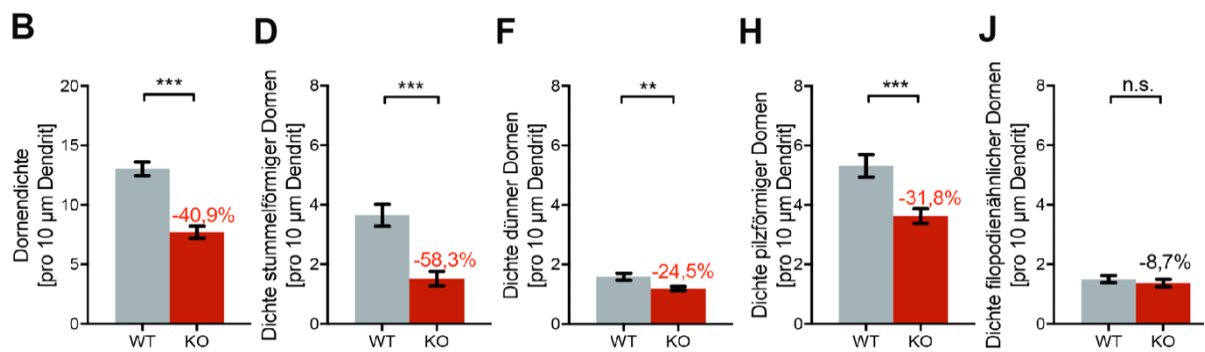 B
Dornendichte
[pro 10 µm Dendrit]
20
15
10
5
0
***
-40,9%
WT KO
D
Dichte stummelförmiger Dornen
[pro 10 µm Dendrit]
8
6
4
2
0
***
-58,3%
WT KO
F
Dichte dünner Dornen
[pro 10 µm Dendrit]
8
6
4
2
0
**
-24,5%
WT KO
H
Dichte pilzförmiger Dornen
[pro 10 µm Dendrit]
8
6
4
2
0
***
-31,8%
WT KO
J
Dichte filopodienähnlicher Dornen
[pro 10 µm Dendrit]
8
6
4
2
0
n.s.
-8,7%
WT KO